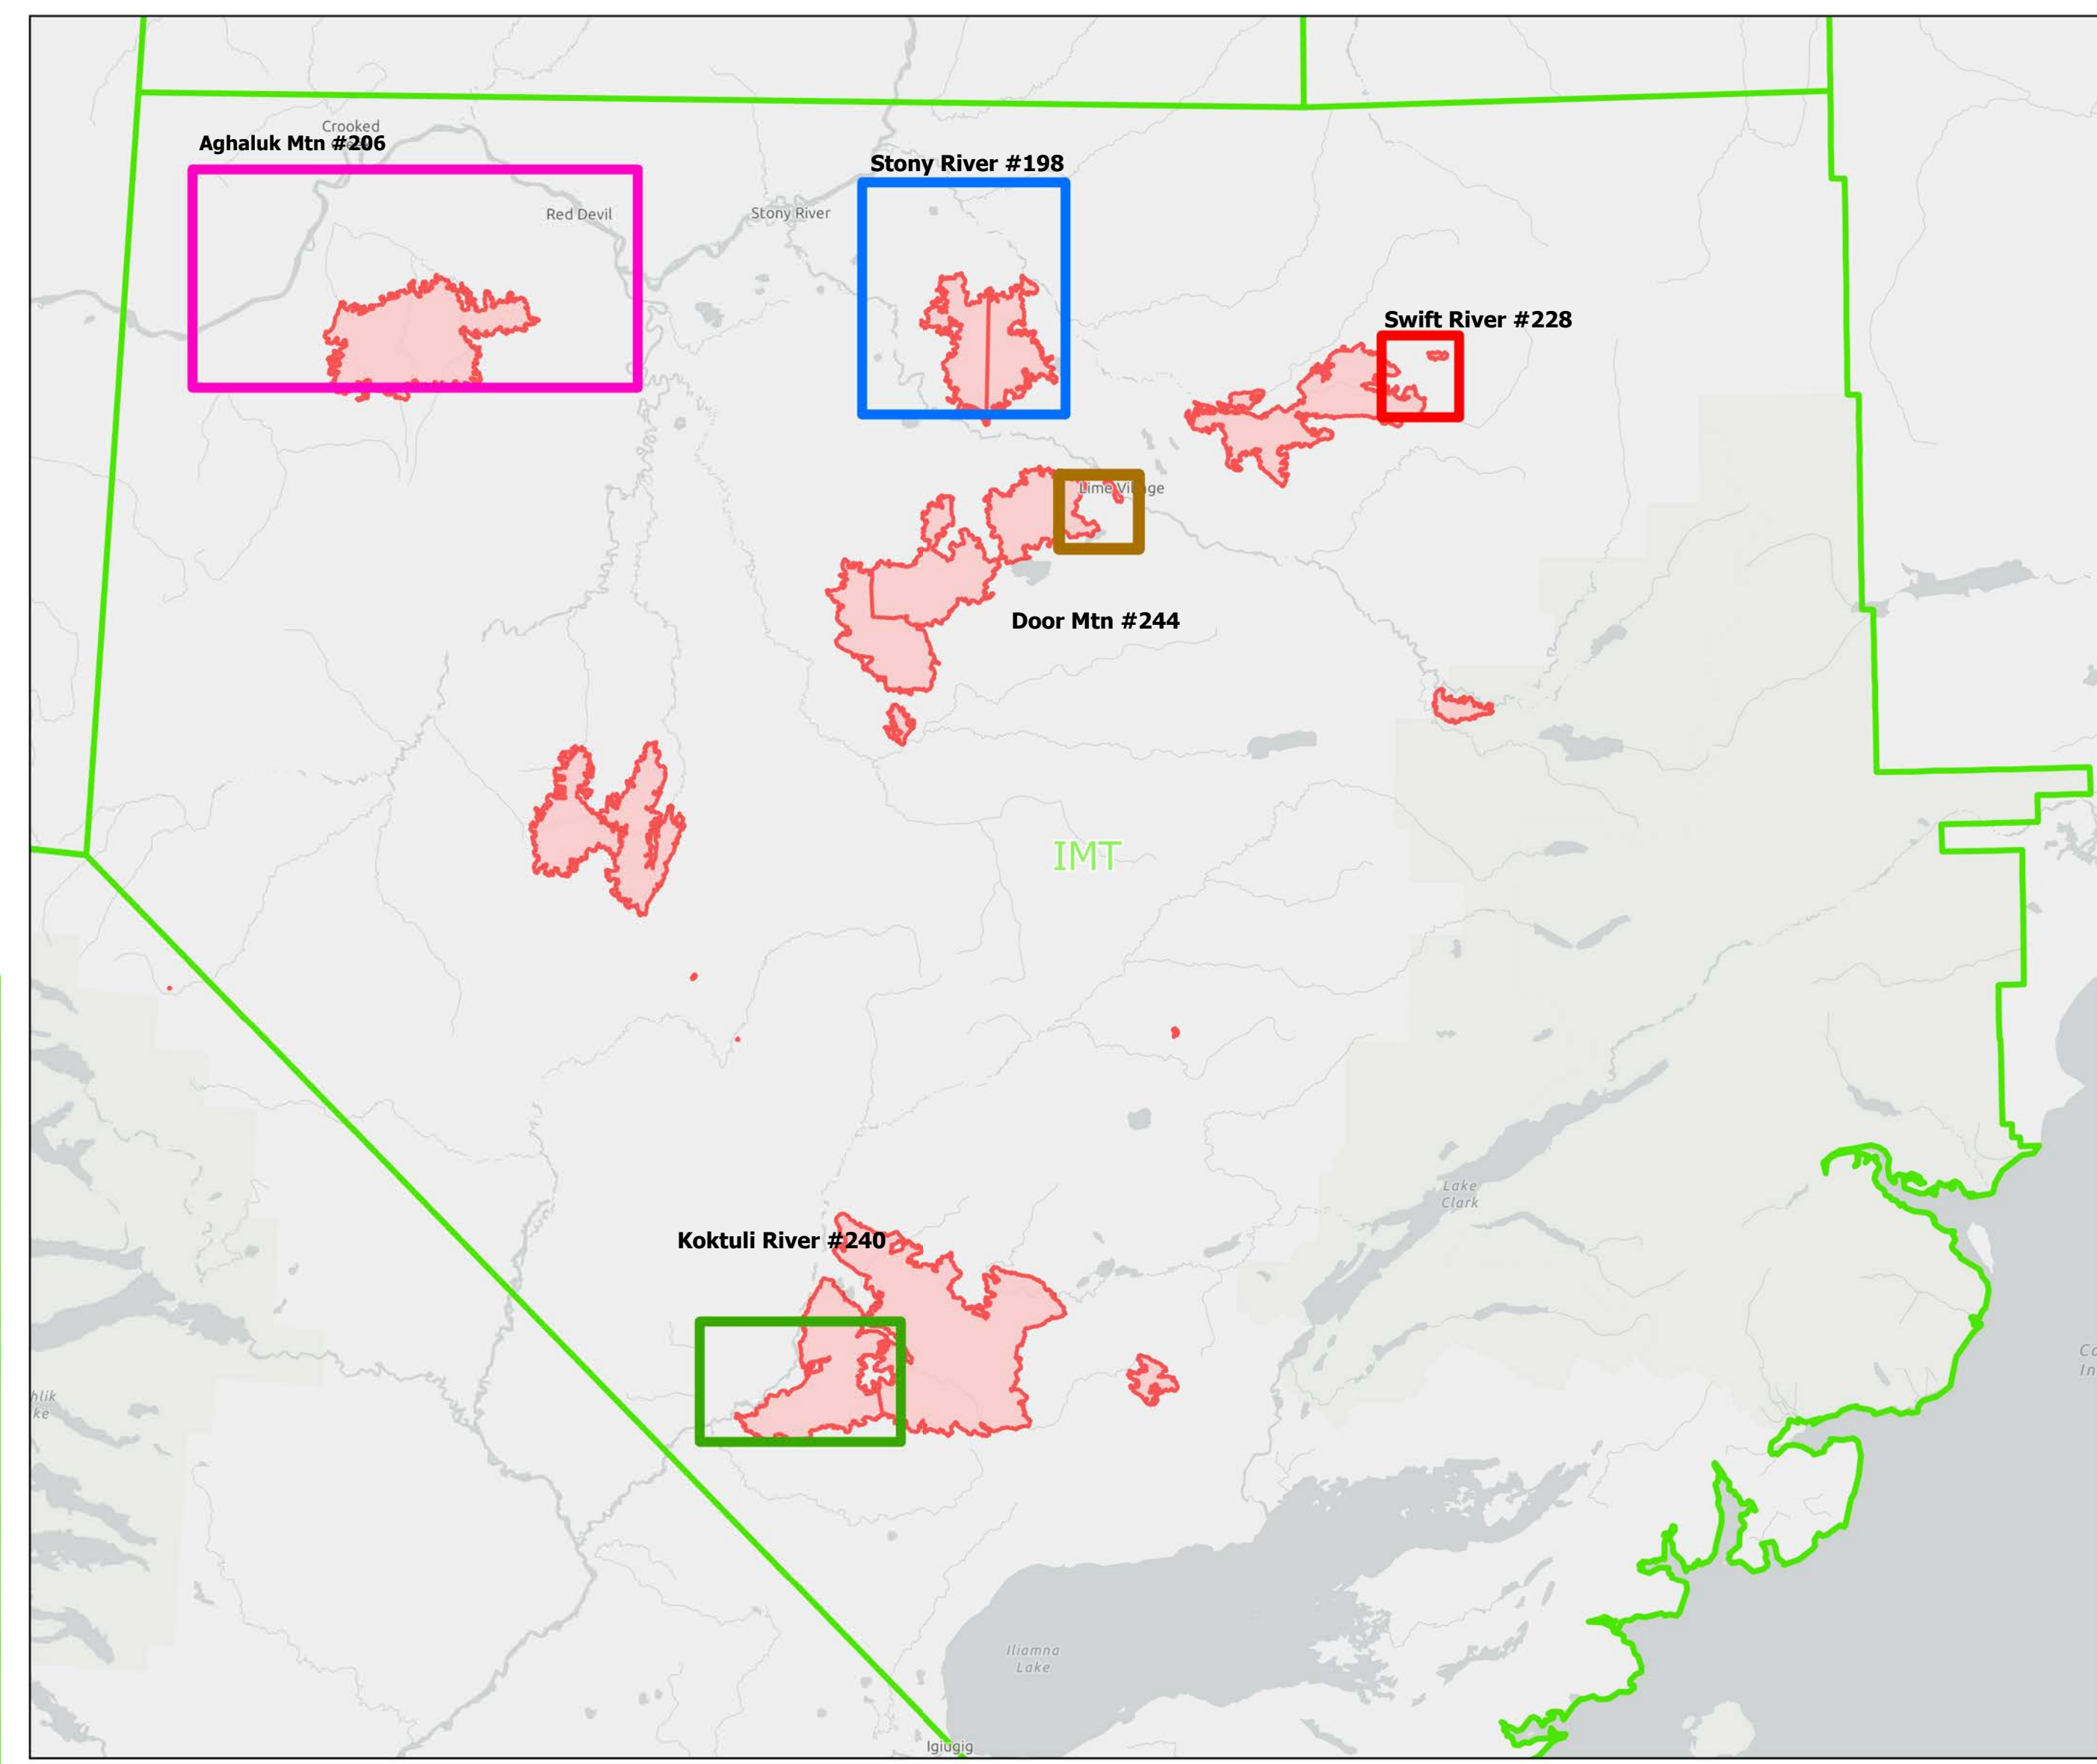 Crooked
Aghaluk Mtn #206
Stony River #198
Red Devil
Stony River
Swift River #228
Lime Village
Door Mtn #244
IMT
Lake
Clark
Koktuli River #240
Iliamna
Lake
Igiugig